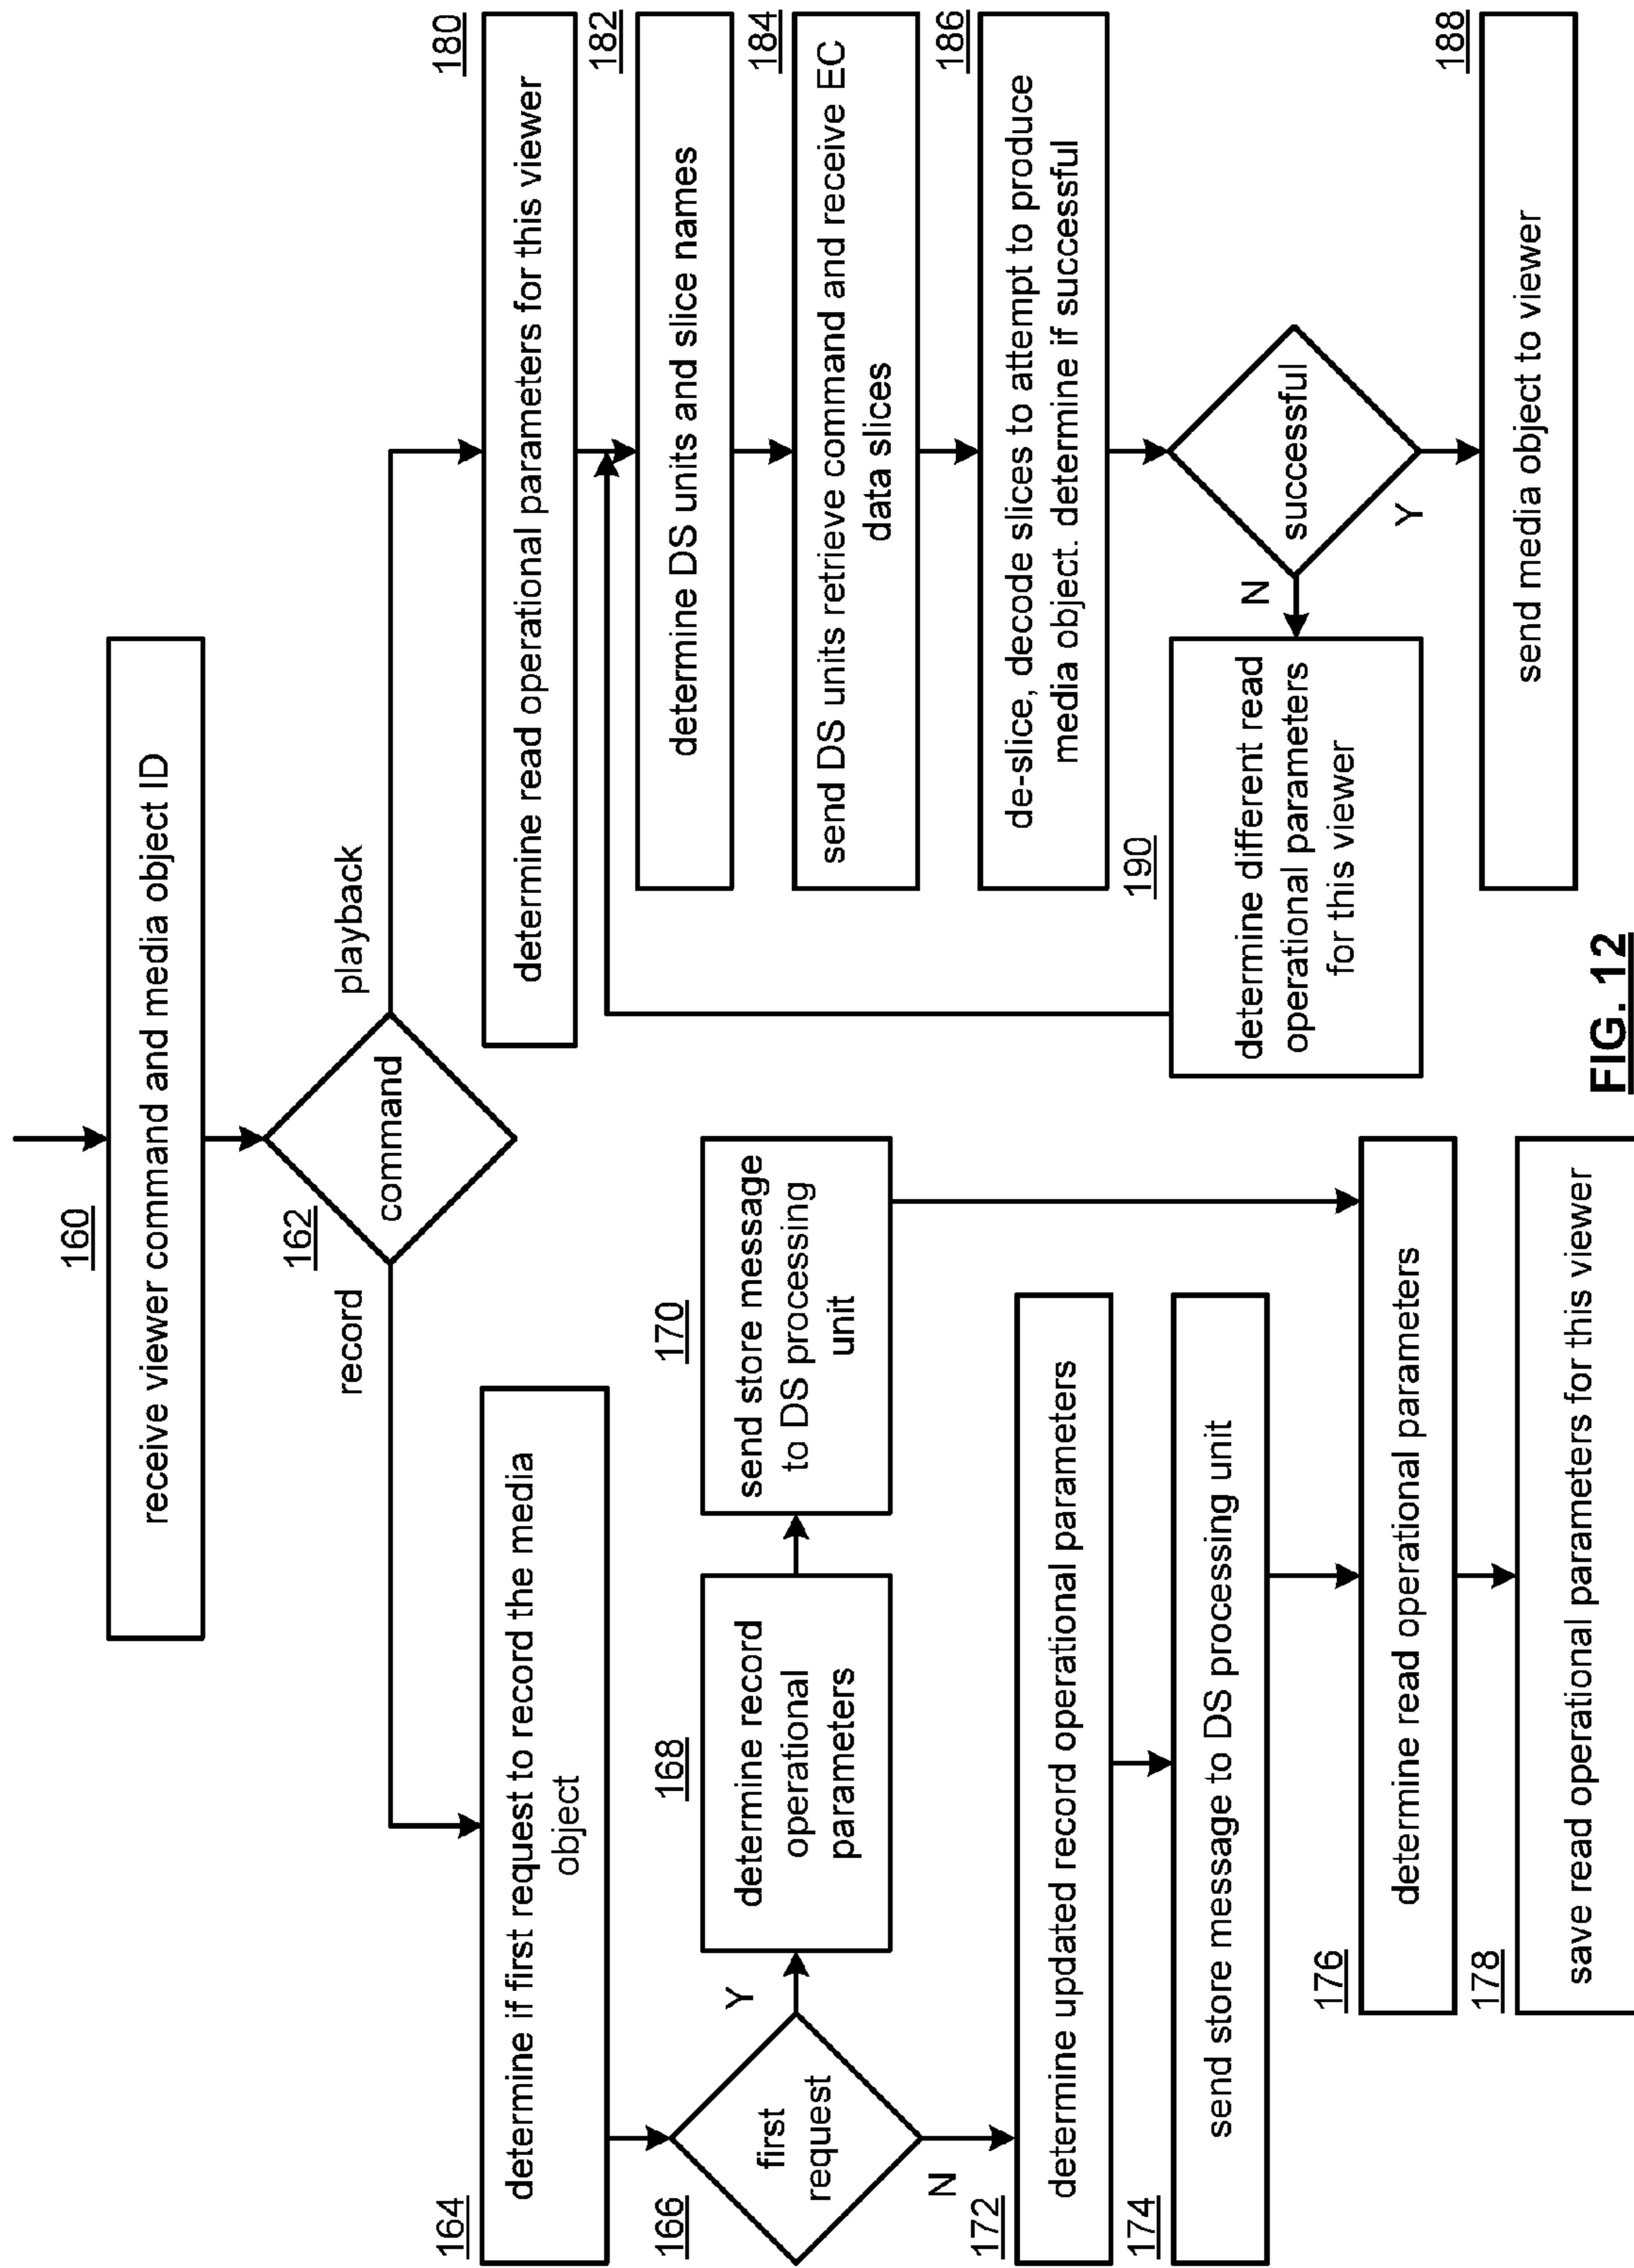 160
receive viewer command and media object ID
162
command
record
playback
164
determine if first request to record the media
object
166
first
request
Y
N
168
determine record
operational
parameters
170
send store message
to DS processing
unit
172
determine updated record operational parameters
174
send store message to DS processing unit
176
determine read operational parameters
178
save read operational parameters for this viewer
180
determine read operational parameters for this viewer
182
determine DS units and slice names
184
send DS units retrieve command and receive EC
data slices
186
de-slice, decode slices to attempt to produce
media object. determine if successful
successful
N
Y
190
determine different read
operational parameters
for this viewer
188
send media object to viewer
FIG. 12